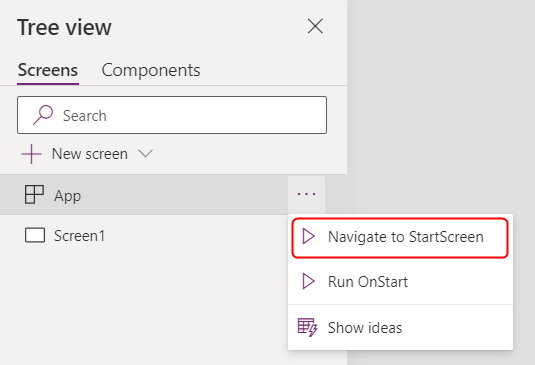 Tree view
Screens Components
Search
New screen
App
Navigate to StartScreen
Screen1
Run OnStart
Show ideas